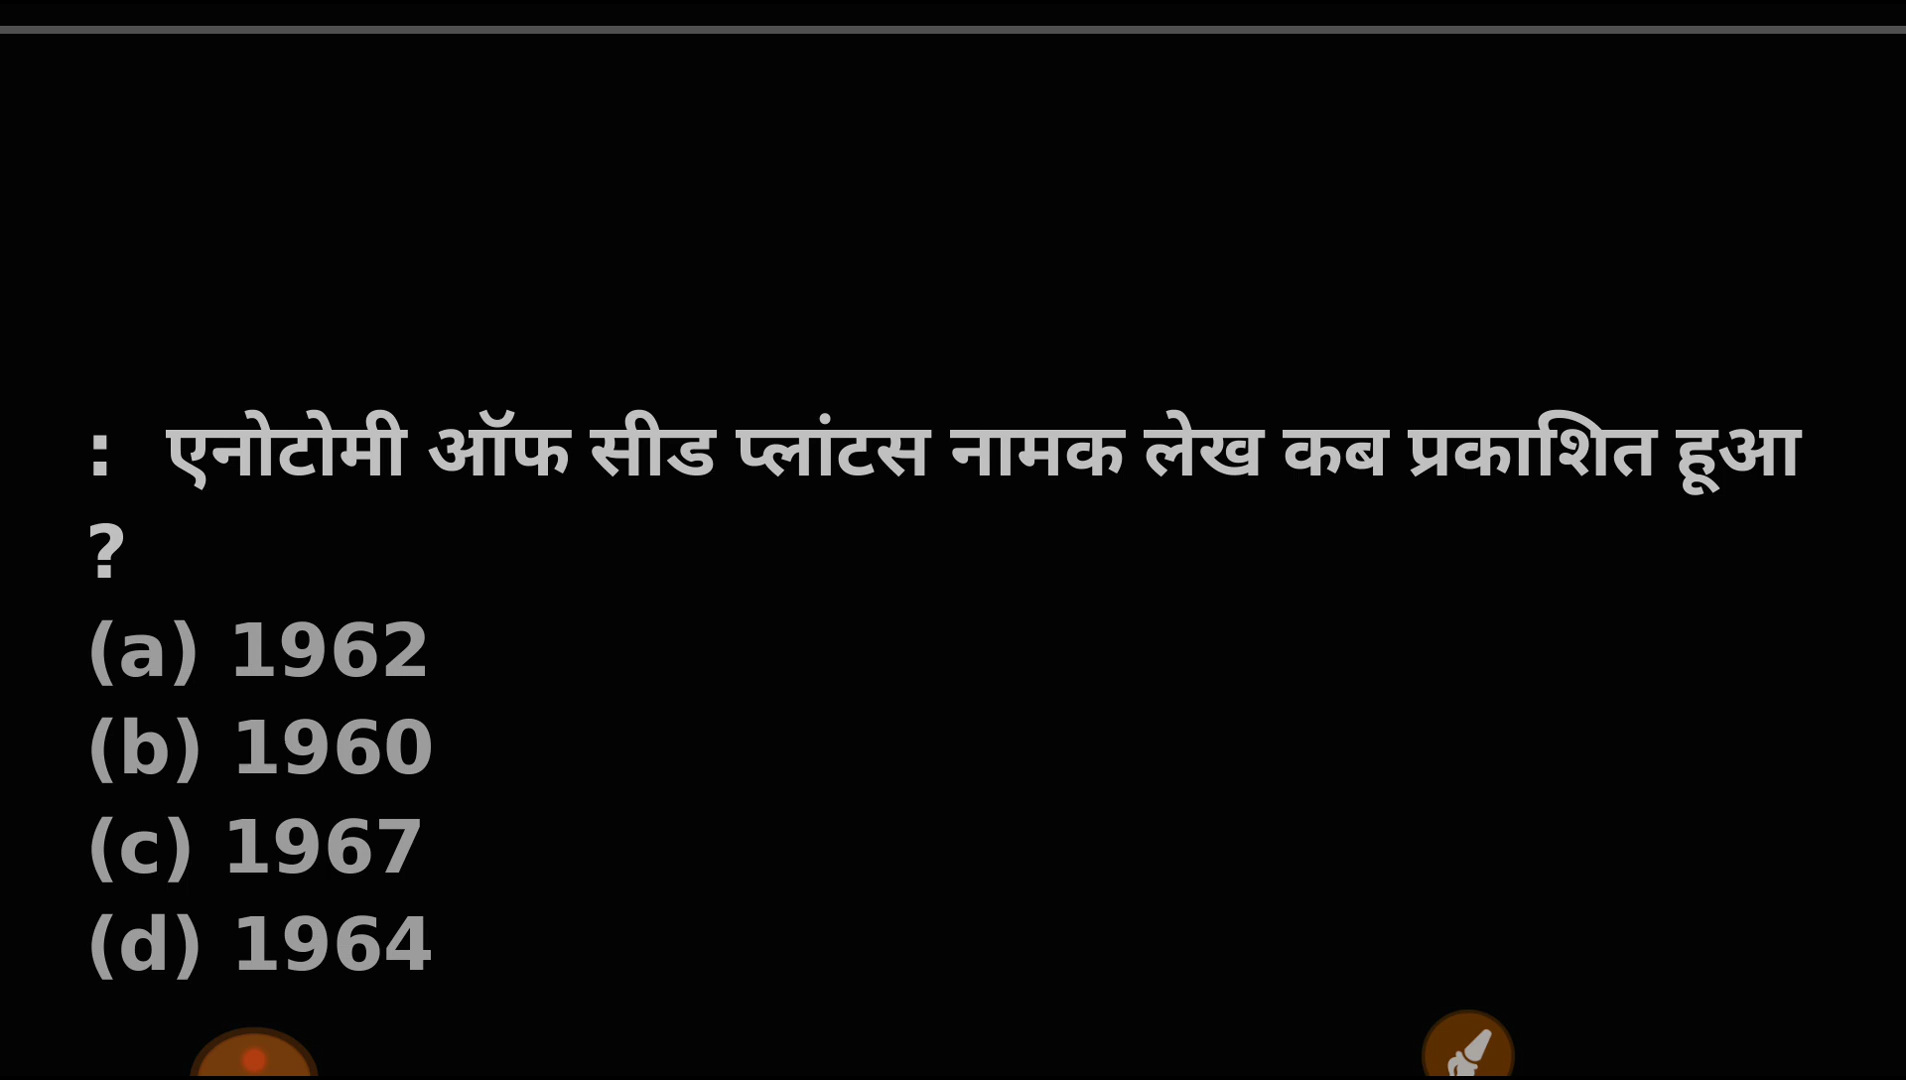 : एनोटोमी ऑफ सीड प्लांटस नामक लेख कब प्रकाशित हूआ
?
(a) 1962
(b) 1960
(c) 1967
(d) 1964